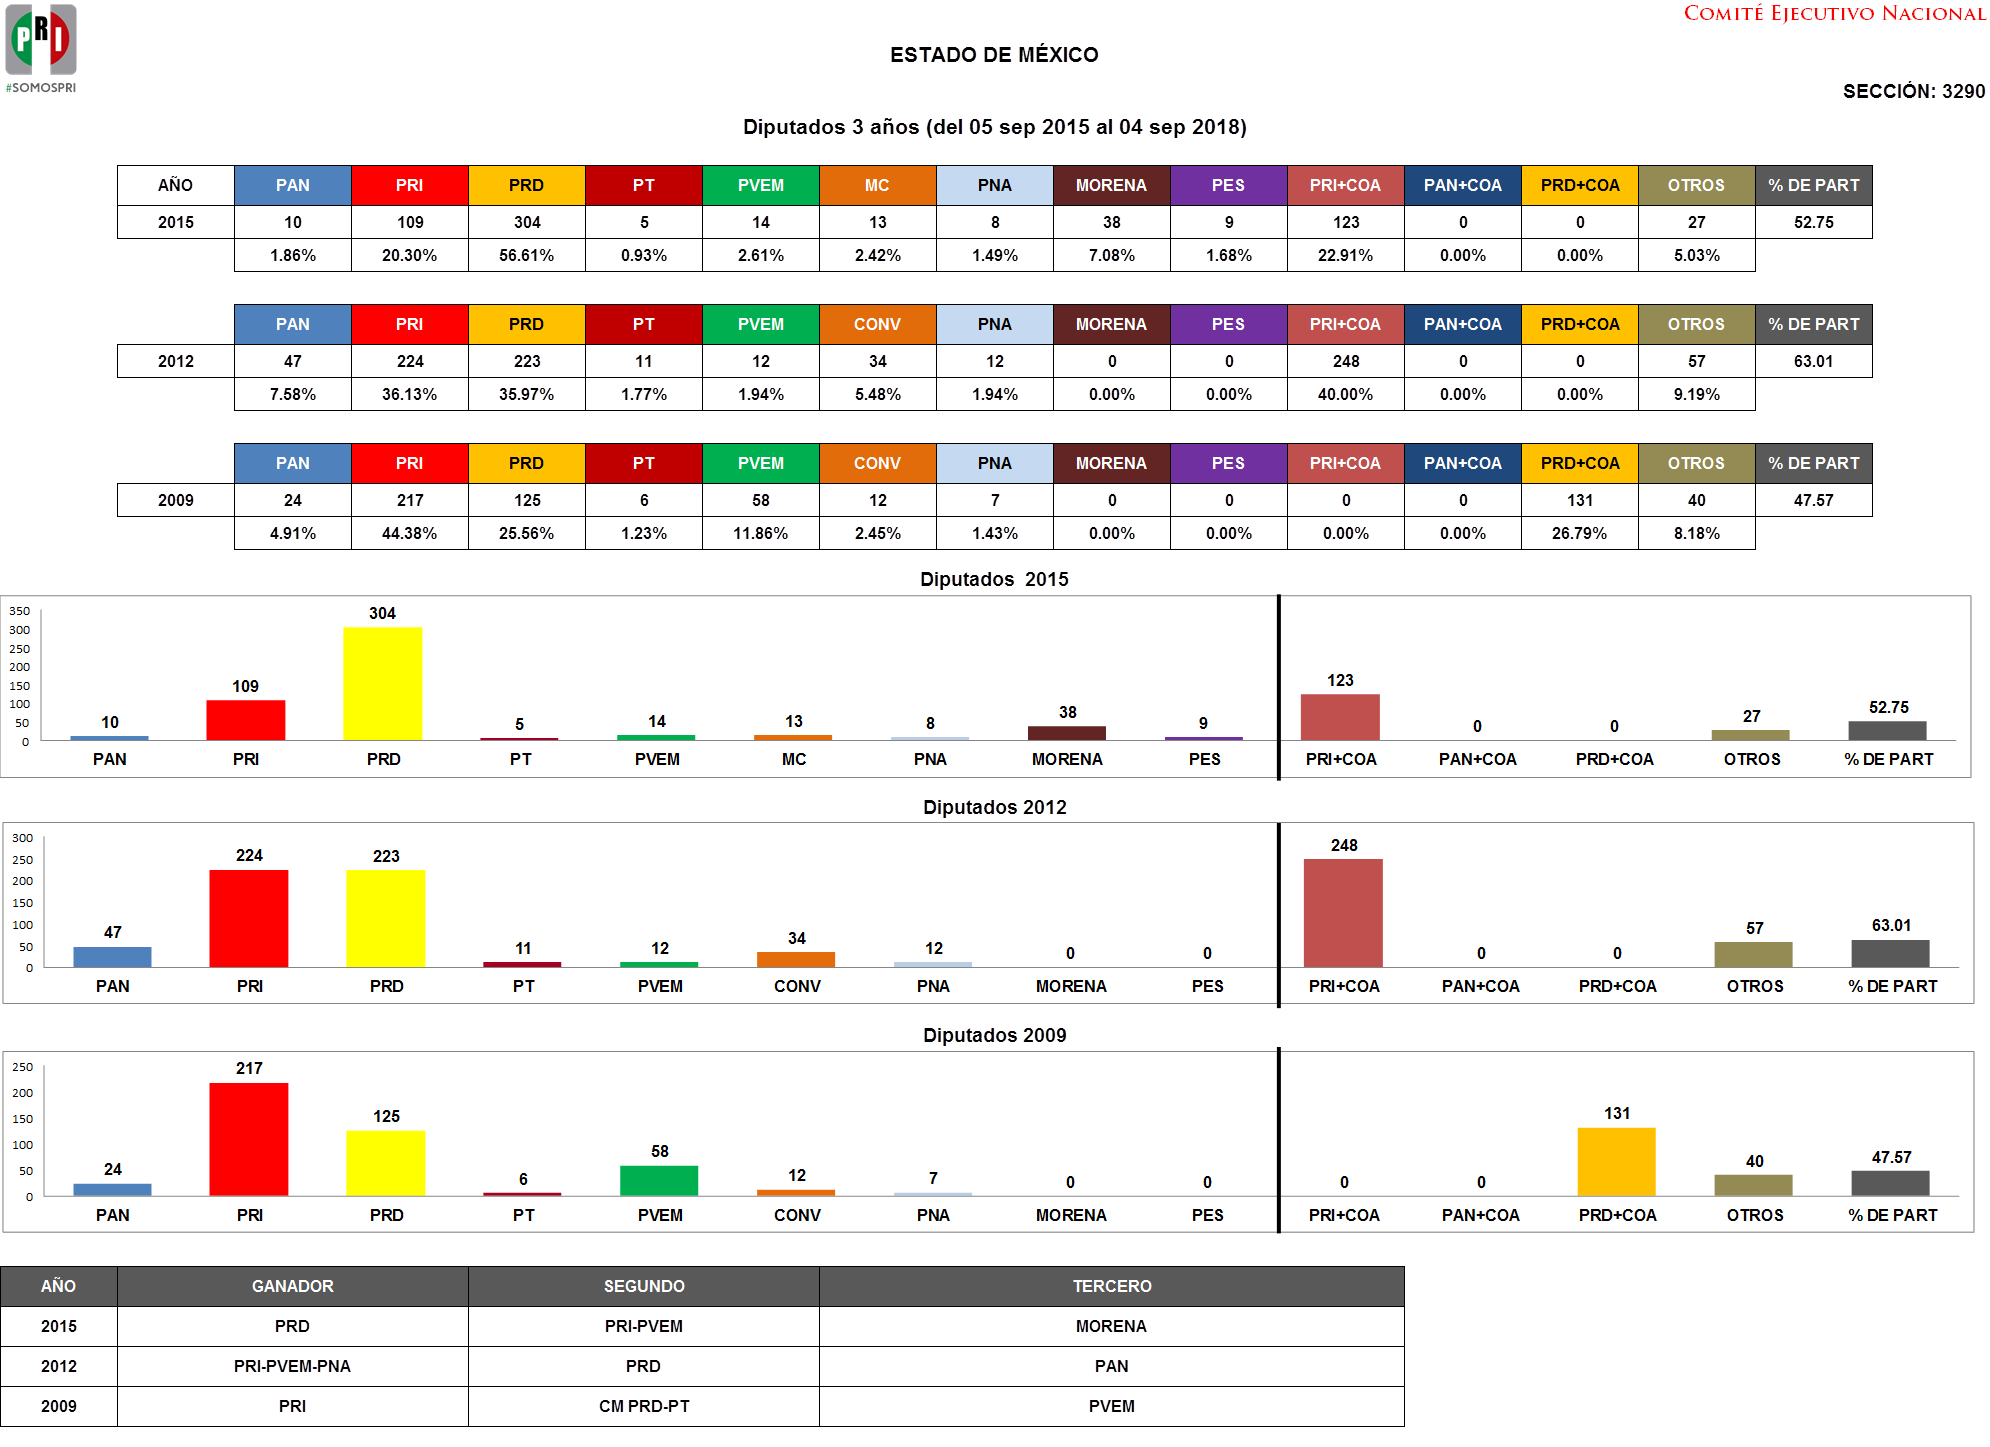 PRI
#SOMOSPRI
COMITÉ EJECUTIVO NACIONAL
ESTADO DE MÉXICO
SECCIÓN: 3290
Diputados 3 años (del 05 sep 2015 al 04 sep 2018)
AÑO PAN PRI PRD PT PVEM MC PNA MORENA PES PRI+COA PAN+COA PRD+COA OTROS % DE PART
2015 10 109 304 5 14 13 8 38 9 123 0 0 27 52.75
1.86% 20.30% 56.61% 0.93% 2.61% 2.42% 1.49% 7.08% 1.68% 22.91% 0.00% 0.00% 5.03%
PAN PRI PRD PT PVEM CONV PNA MORENA PES PRI+COA PAN+COA PRD+COA OTROS % DE PART
2012 47 224 223 11 12 34 12 0 0 248 0 0 57 63.01
7.58% 36.13% 35.97% 1.77% 1.94% 5.48% 1.94% 0.00% 0.00% 40.00% 0.00% 0.00% 9.19%
PAN PRI PRD PT PVEM CONV PNA MORENA PES PRI+COA PAN+COA PRD+COA OTROS % DE PART
2009 24 217 125 6 58 12 7 0 0 0 0 131 40 47.57
4.91% 44.38% 25.56% 1.23% 11.86% 2.45% 1.43% 0.00% 0.00% 0.00% 0.00% 26.79% 8.18%
Diputados 2015
350
300
250
200
150
100
50
0
10 109 304 5 14 13 8 38 9 123 0 0 27 52.75
PAN PRI PRD PT PVEM MC PNA MORENA PES PRI+COA PAN+COA PRD+COA OTROS % DE PART
Diputados 2012
300
250
200
150
100
50
0
47 224 223 11 12 34 12 0 0 248 0 0 57 63.01
PAN PRI PRD PT PVEM CONV PNA MORENA PES PRI+COA PAN+COA PRD+COA OTROS % DE PART
Diputados 2009
250
200
150
100
50
0
24 217 125 6 58 12 7 0 0 0 0 131 40 47.57
PAN PRI PRD PT PVEM CONV PNA MORENA PES PRI+COA PAN+COA PRD+COA OTROS % DE PART
AÑO GANADOR SEGUNDO TERCERO
2015 PRD PRI-PVEM MORENA
2012 PRI-PVEM-PNA PRD PAN
2009 PRI CM PRD-PT PVEM